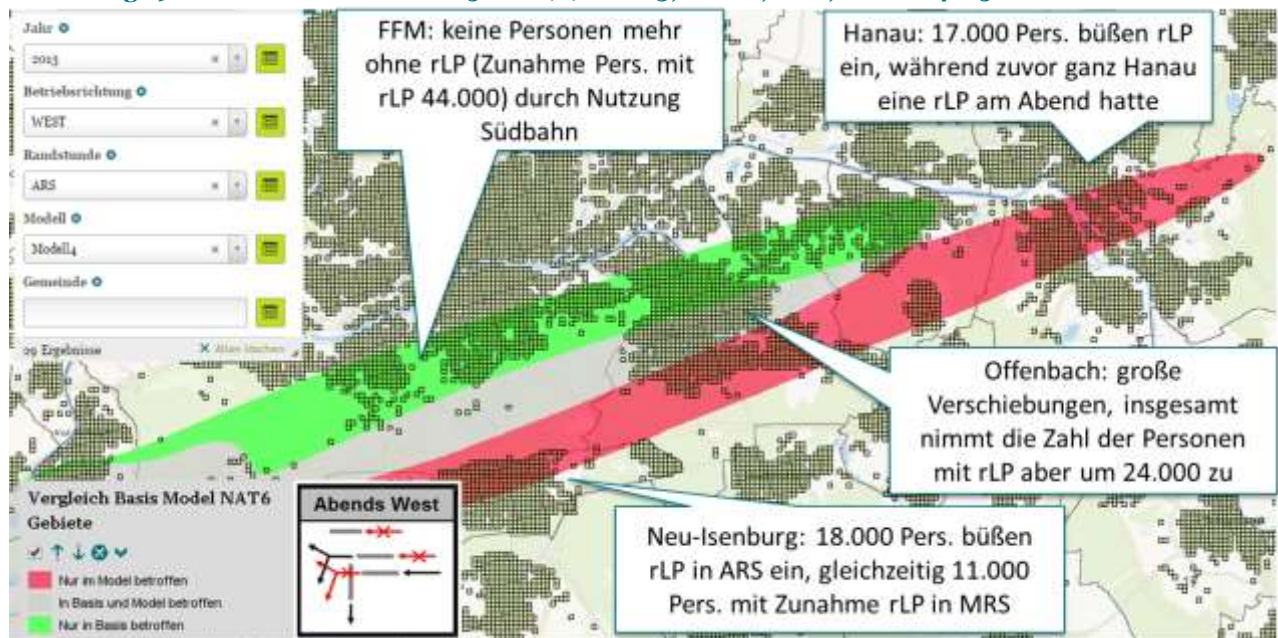 Jahr
2013
Betriebsrichtung
WEST
Randstunde
ARS
Modell
Modell4
Gemeinde
29 Ergebnisse
FFM: keine Personen mehr
ohne rLP (Zunahme Pers. mit
rLP 44.000) durch Nutzung
Südbahn
Hanau: 17.000 Pers. büßen rLP
ein, während zuvor ganz Hanau
eine rLP am Abend hatte
Offenbach: große
Verschiebungen, insgesamt
nimmt die Zahl der Personen
mit rLP aber um 24.000 zu
Neu-Isenburg: 18.000 Pers. büßen
rLP in ARS ein, gleichzeitig 11.000
Pers. mit Zunahme rLP in MRS
Vergleich Basis Model NAT6
Gebiete
Nur im Model betroffen
In Basis und Model betroffen
Nur in Basis betroffen
Abends West